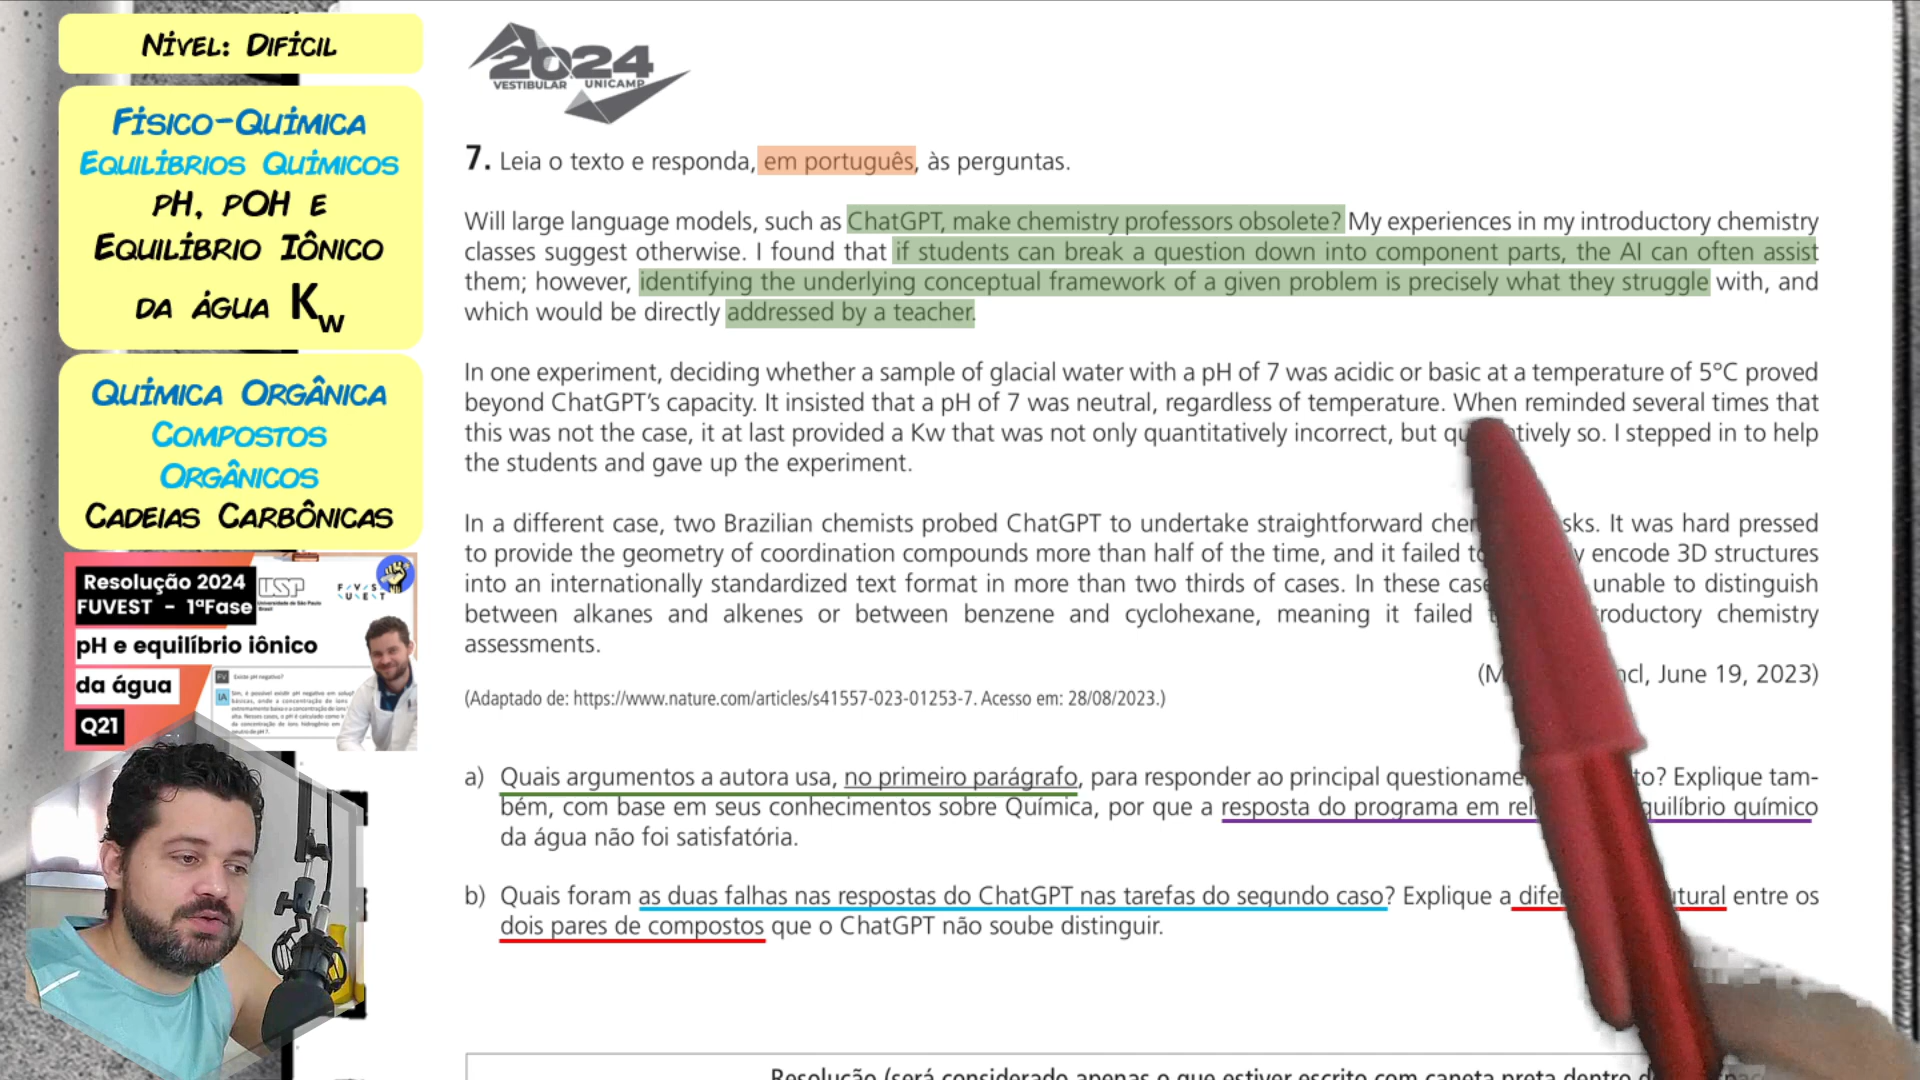 Nível: Difícil
Físico-Química
Equilíbrios Químicos
pH, pOH e
Equilíbrio Iônico
da água Kw
Química Orgânica
Compostos
Orgânicos
Cadeias Carbônicas
Resolução 2024
FUVEST - 1ªFase
USP
pH e equilíbrio iônico
da água
Q21
2024
VESTIBULAR UNICAMP
7. Leia o texto e responda, em português, às perguntas.
Will large language models, such as ChatGPT, make chemistry professors obsolete? My experiences in my introductory chemistry
classes suggest otherwise. I found that if students can break a question down into component parts, the AI can often assist
them; however, identifying the underlying conceptual framework of a given problem is precisely what they struggle with, and
which would be directly addressed by a teacher.
In one experiment, deciding whether a sample of glacial water with a pH of 7 was acidic or basic at a temperature of 5°C proved
beyond ChatGPT's capacity. It insisted that a pH of 7 was neutral, regardless of temperature. When reminded several times that
this was not the case, it at last provided a Kw that was not only quantitatively incorrect, but so. I stepped in to help
the students and gave up the experiment.
In a different case, two Brazilian chemists probed ChatGPT to undertake straightforward It was hard pressed
to provide the geometry of coordination compounds more than half of the time, and it failed encode 3D structures
into an internationally standardized text format in more than two thirds of cases. In these unable to distinguish
between alkanes and alkenes or between benzene and cyclohexane, meaning it failed chemistry
assessments.
June 19, 2023)
(Adaptado de: https://www.nature.com/articles/s41557-023-01253-7. Acesso em: 28/08/2023.)
a) Quais argumentos a autora usa, no primeiro parágrafo, para responder ao principal Explique tam-
bém, com base em seus conhecimentos sobre Química, por que a resposta do programa em químico
da água não foi satisfatória.
b) Quais foram as duas falhas nas respostas do ChatGPT nas tarefas do segundo caso? Explique a entre os
dois pares de compostos que o ChatGPT não soube distinguir.
Resolução (será considerado apenas o que estiver escrito com caneta preta dentro